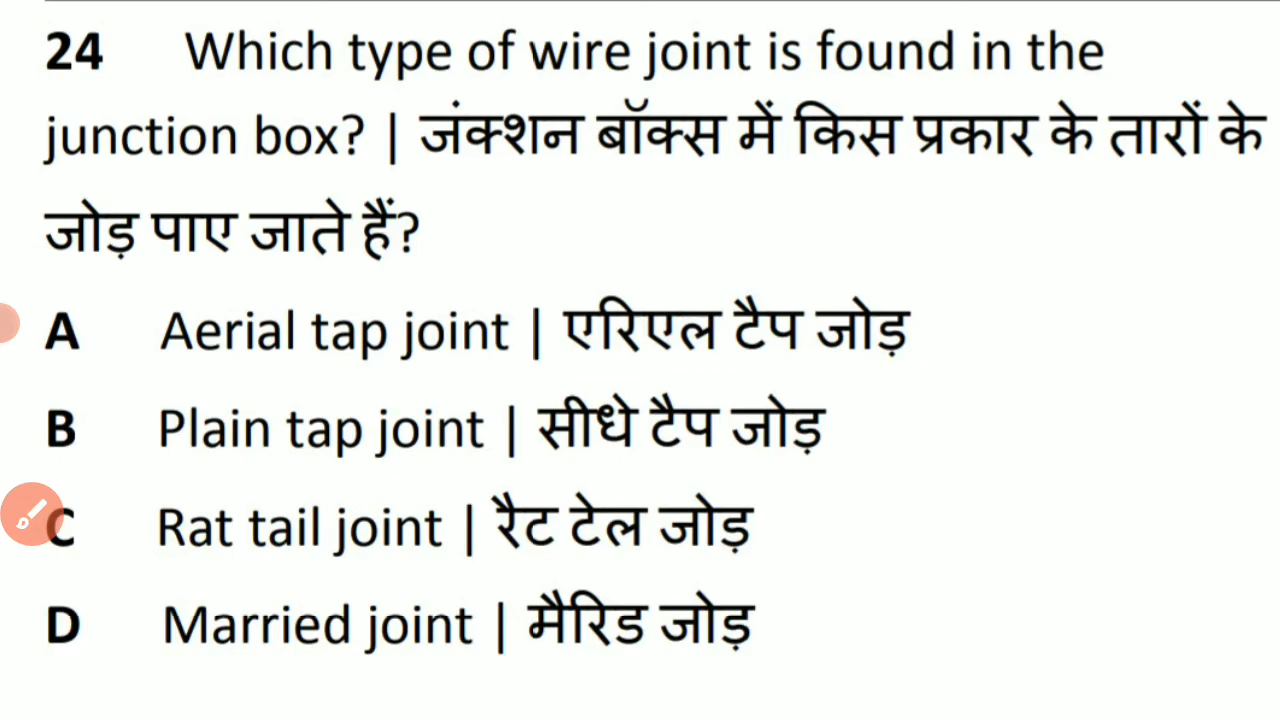 24 Which type of wire joint is found in the
junction box? | जंक्शन बॉक्स में किस प्रकार के तारों के
जोड़ पाए जाते हैं?
A Aerial tap joint | एरिएल टैप जोड़
B Plain tap joint | सीधे टैप जोड़
C Rat tail joint | रैट टेल जोड़
D Married joint | मैरिड जोड़